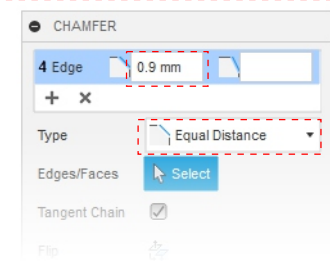 CHAMFER
4 Edge 0.9 mm
Type Equal Distance
Edges/Faces Select
Tangent Chain
Flip